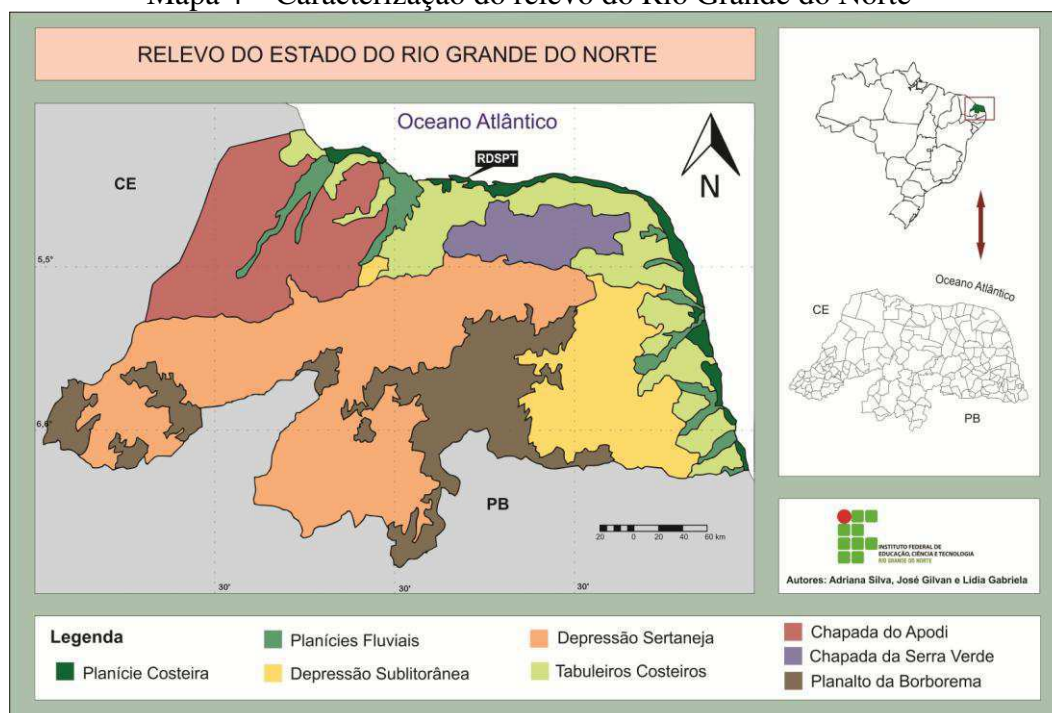 Mapa 4 – Caracterização do relevo do Rio Grande do Norte
RELEVO DO ESTADO DO RIO GRANDE DO NORTE
Oceano Atlântico
RDSPT
CE
N
5,5°
6,6°
PB
20 0 20 40 60 km
30' 30' 30'
Oceano Atlântico
CE
PB
INSTITUTO FEDERAL DE
EDUCAÇÃO, CIÊNCIA E TECNOLOGIA
RIO GRANDE DO NORTE
Autores: Adriana Silva, José Gilvan e Lidia Gabriela
Legenda
Planície Costeira
Planícies Fluviais
Depressão Sublitorânea
Depressão Sertaneja
Tabuleiros Costeiros
Chapada do Apodi
Chapada da Serra Verde
Planalto da Borborema